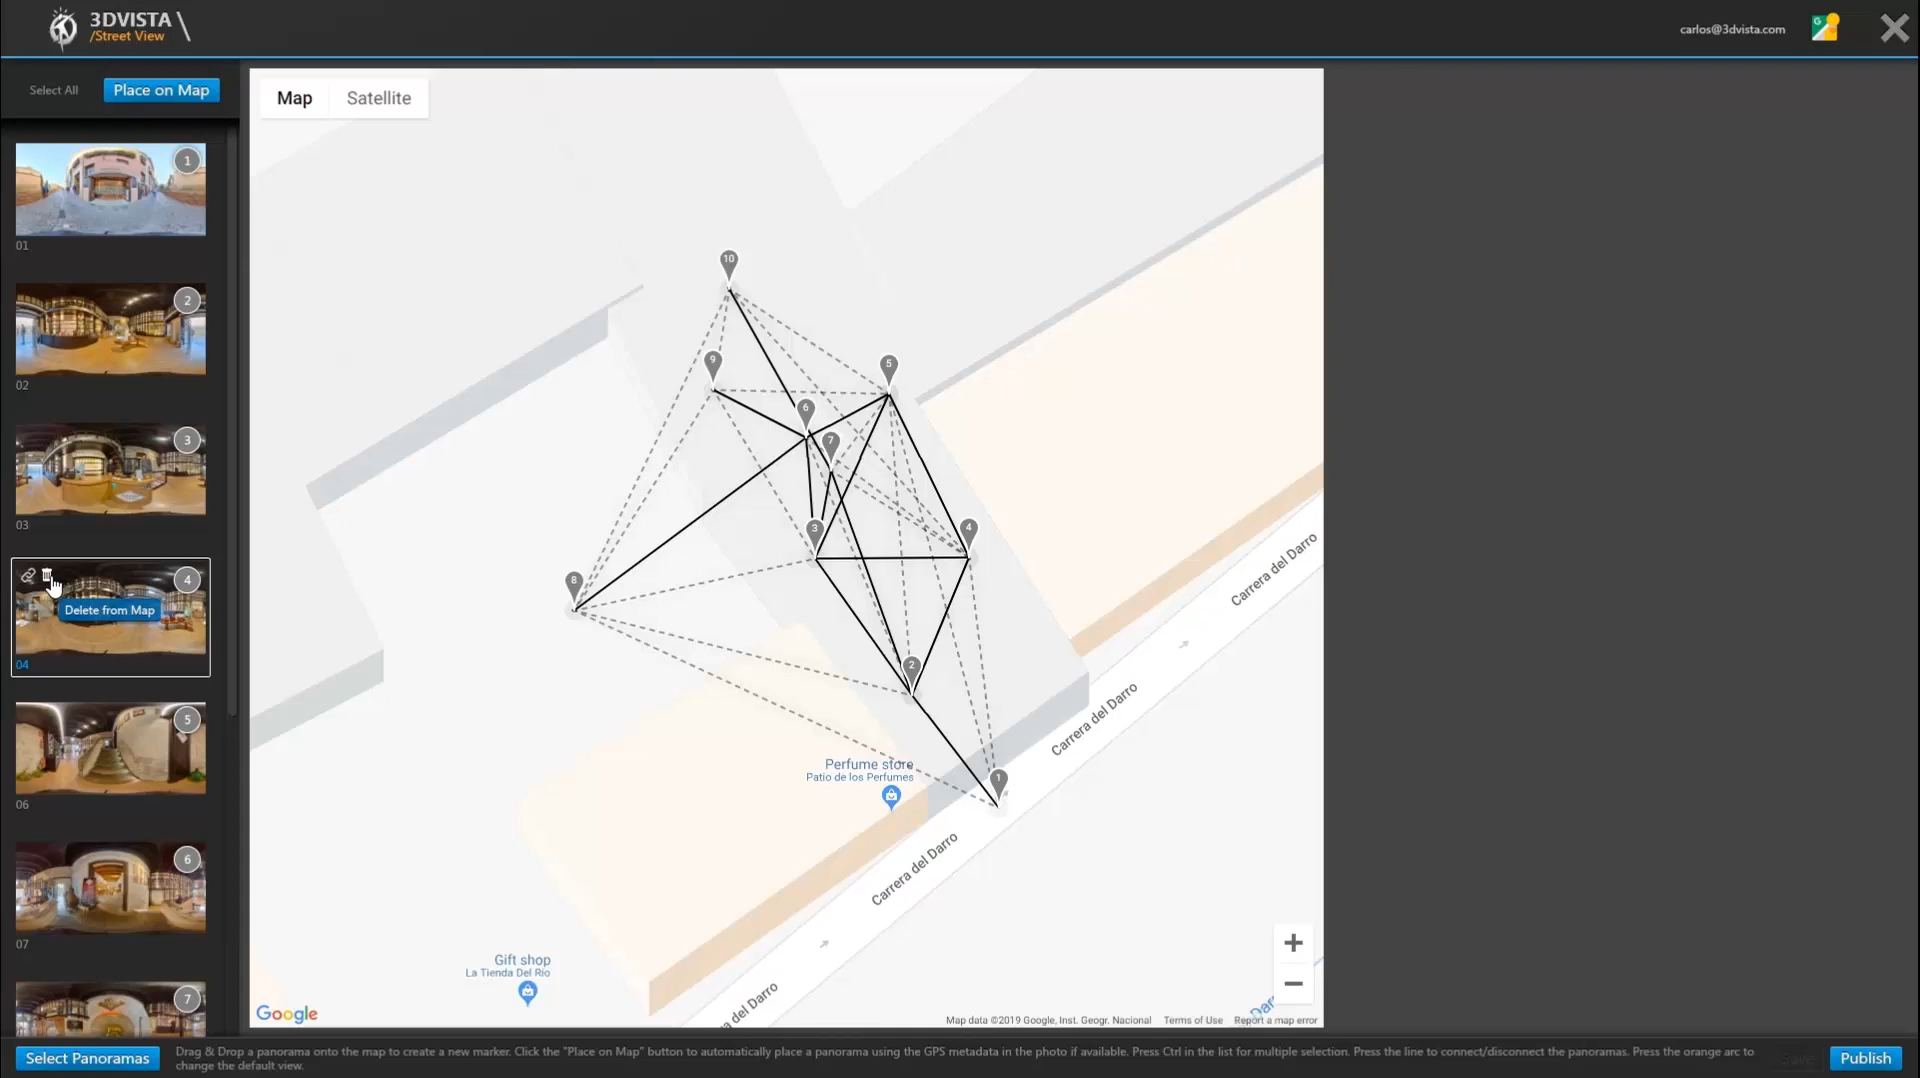 3DVISTA
/Street View
carlos@3dvista.com
Select All
Place on Map
Map
Satellite
1
01
2
02
3
03
4
Delete from Map
04
5
06
6
07
7
10
9
5
6
7
3
4
8
2
1
Carrera del Darro
Carrera del Darro
Carrera del Darro
Perfume store
Patio de los Perfumes
Gift shop
La Tienda Del Rio
del Darro
Google
Map data ©2019 Google, Inst. Geogr. Nacional
Terms of Use
Report a map error
Select Panoramas
Drag & Drop a panorama onto the map to create a new marker. Click the "Place on Map" button to automatically place a panorama using the GPS metadata in the photo if available. Press Ctrl in the list for multiple selection. Press the line to connect/disconnect the panoramas. Press the orange arc to
change the default view.
Save
Publish